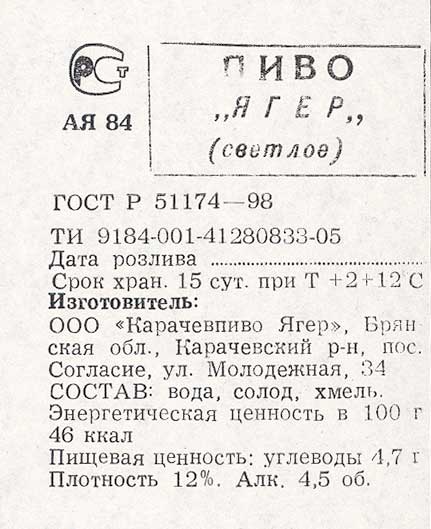 РСТ
АЯ 84
ПИВО
„ЯГЕР„
(светлое)
ГОСТ Р 51174—98
ТИ 9184-001-41280833-05
Дата розлива ........................
Срок хран. 15 сут. при Т +2+12 С
Изготовитель:
ООО «Карачевпиво Ягер», Брян
ская обл., Карачевский р-н, пос.
Согласие, ул. Молодежная, 34
СОСТАВ: вода, солод, хмель.
Энергетическая ценность в 100 г
46 ккал
Пищевая ценность: углеводы 4,7 г
Плотность 12%. Алк. 4,5 об.